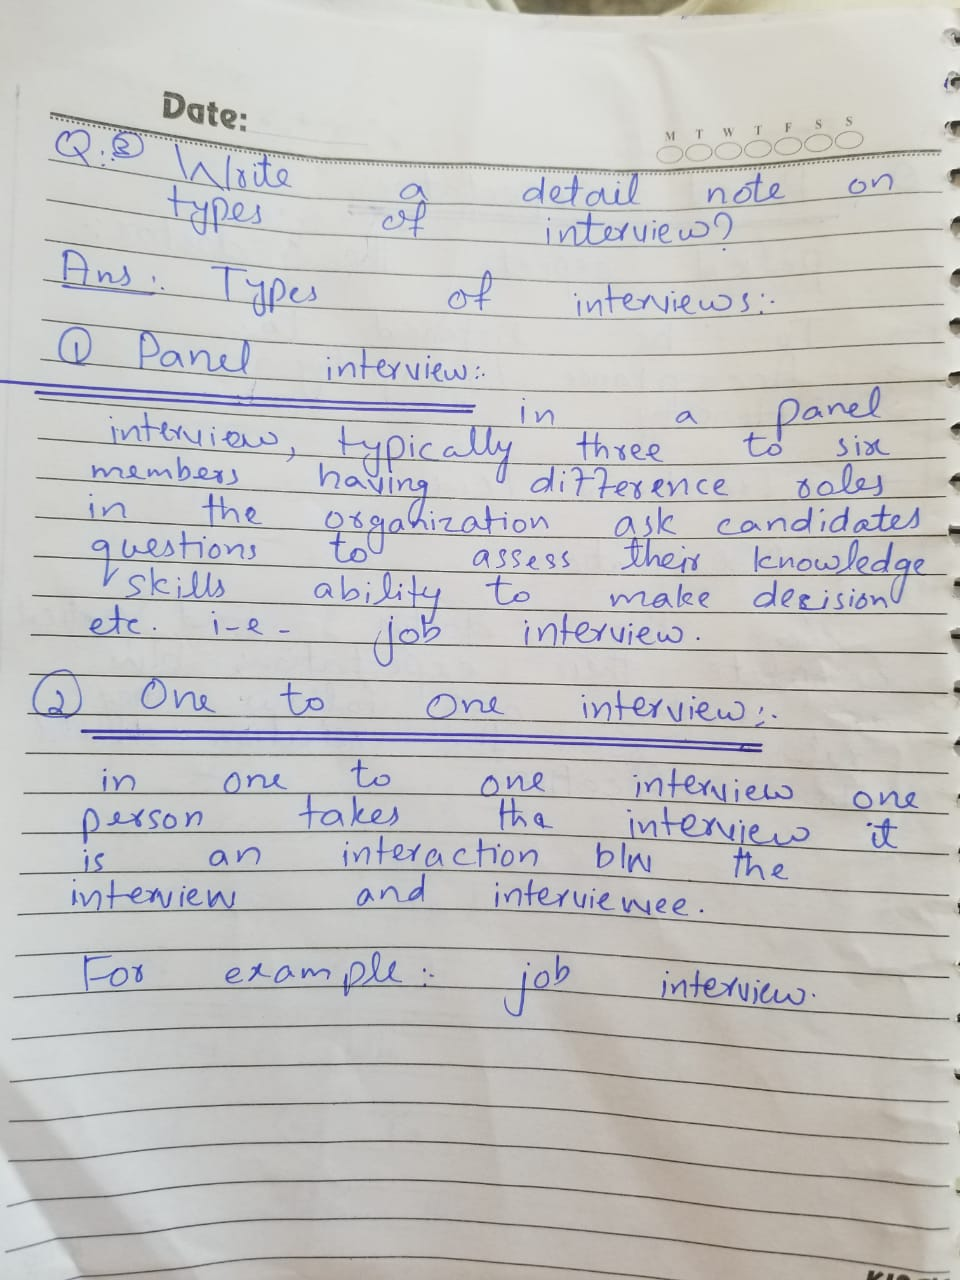 Date:
M T W T F S S
Q:③ Write a detail note on
types of interview?
Ans:. Types of interviews:.
① Panel interview:.
in a panel
interview, typically three to six
members having difference roles
in the organization ask candidates
questions to assess their knowledge
skills ability to make decision
etc. i-e- job interview.
② One to One interview:.
in one to one interview one
person takes the interview it
is an interaction b/w the
interview and interviewee.
For example:. job interview.